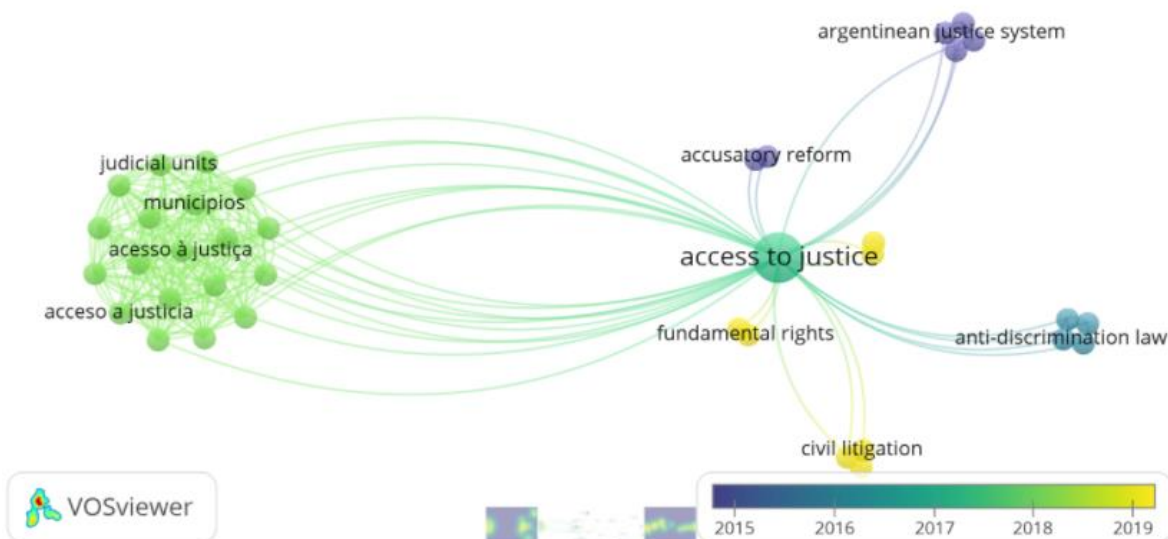 argentinean justice system
judicial units
accusatory reform
municipios
acesso à justiça
access to justice
acceso a justicia
fundamental rights
anti-discrimination law
civil litigation
VOSviewer
2015 2016 2017 2018 2019